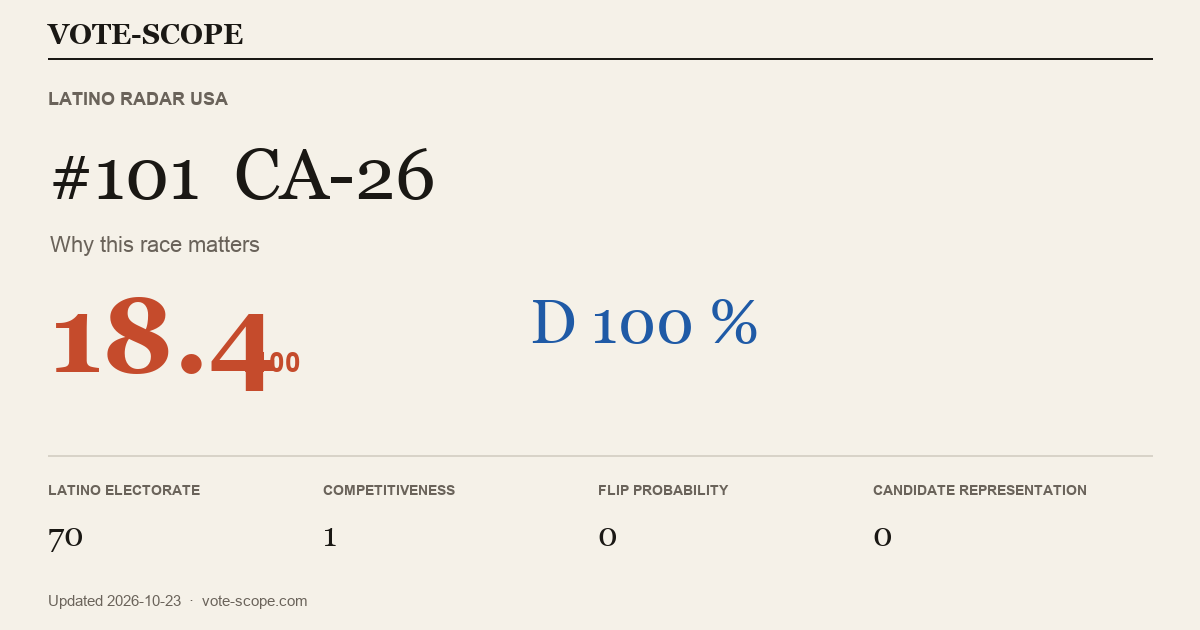 VOTE-SCOPE
LATINO RADAR USA
#101 CA-26
Why this race matters
18.4
00
D 100 %
LATINO ELECTORATE
COMPETITIVENESS
FLIP PROBABILITY
CANDIDATE REPRESENTATION
70
1
0
0
Updated 2026-10-23 · vote-scope.com